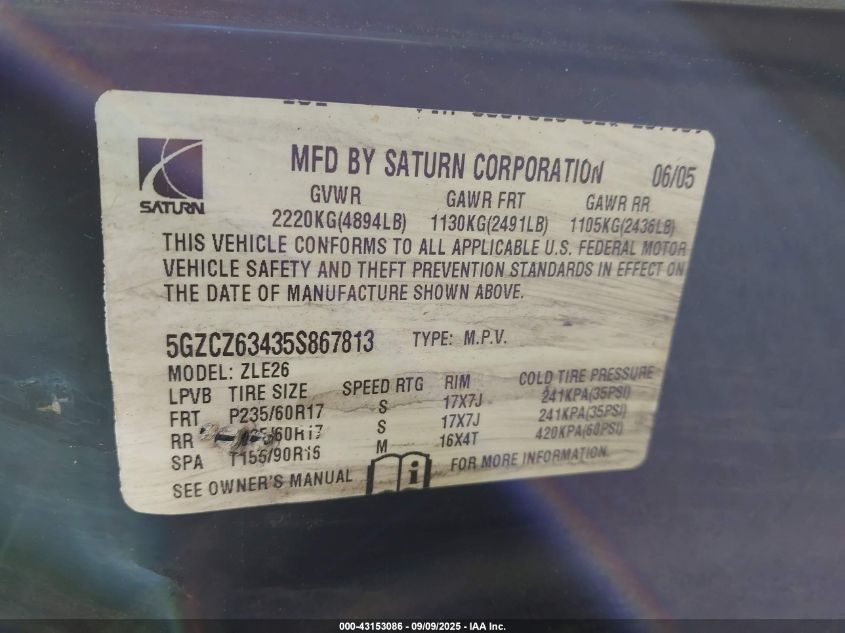 MFD BY SATURN CORPORATION 06/05
SATURN
GVWR GAWR FRT GAWR RR
2220KG(4894LB) 1130KG(2491LB) 1105KG(2436LB)
THIS VEHICLE CONFORMS TO ALL APPLICABLE U.S. FEDERAL MOTOR
VEHICLE SAFETY AND THEFT PREVENTION STANDARDS IN EFFECT ON
THE DATE OF MANUFACTURE SHOWN ABOVE.
5GZCZ63435S867813 TYPE: M.P.V.
MODEL: ZLE26
LPVB TIRE SIZE SPEED RTG RIM COLD TIRE PRESSURE
FRT P235/60R17 S 17X7J 241KPA(35PSI)
RR /60R17 S 17X7J 241KPA(35PSI)
SPA T155/90R16 M 16X4T 420KPA(60PSI)
SEE OWNER'S MANUAL i FOR MORE INFORMATION.
000-43153086 - 09/09/2025 - IAA Inc.